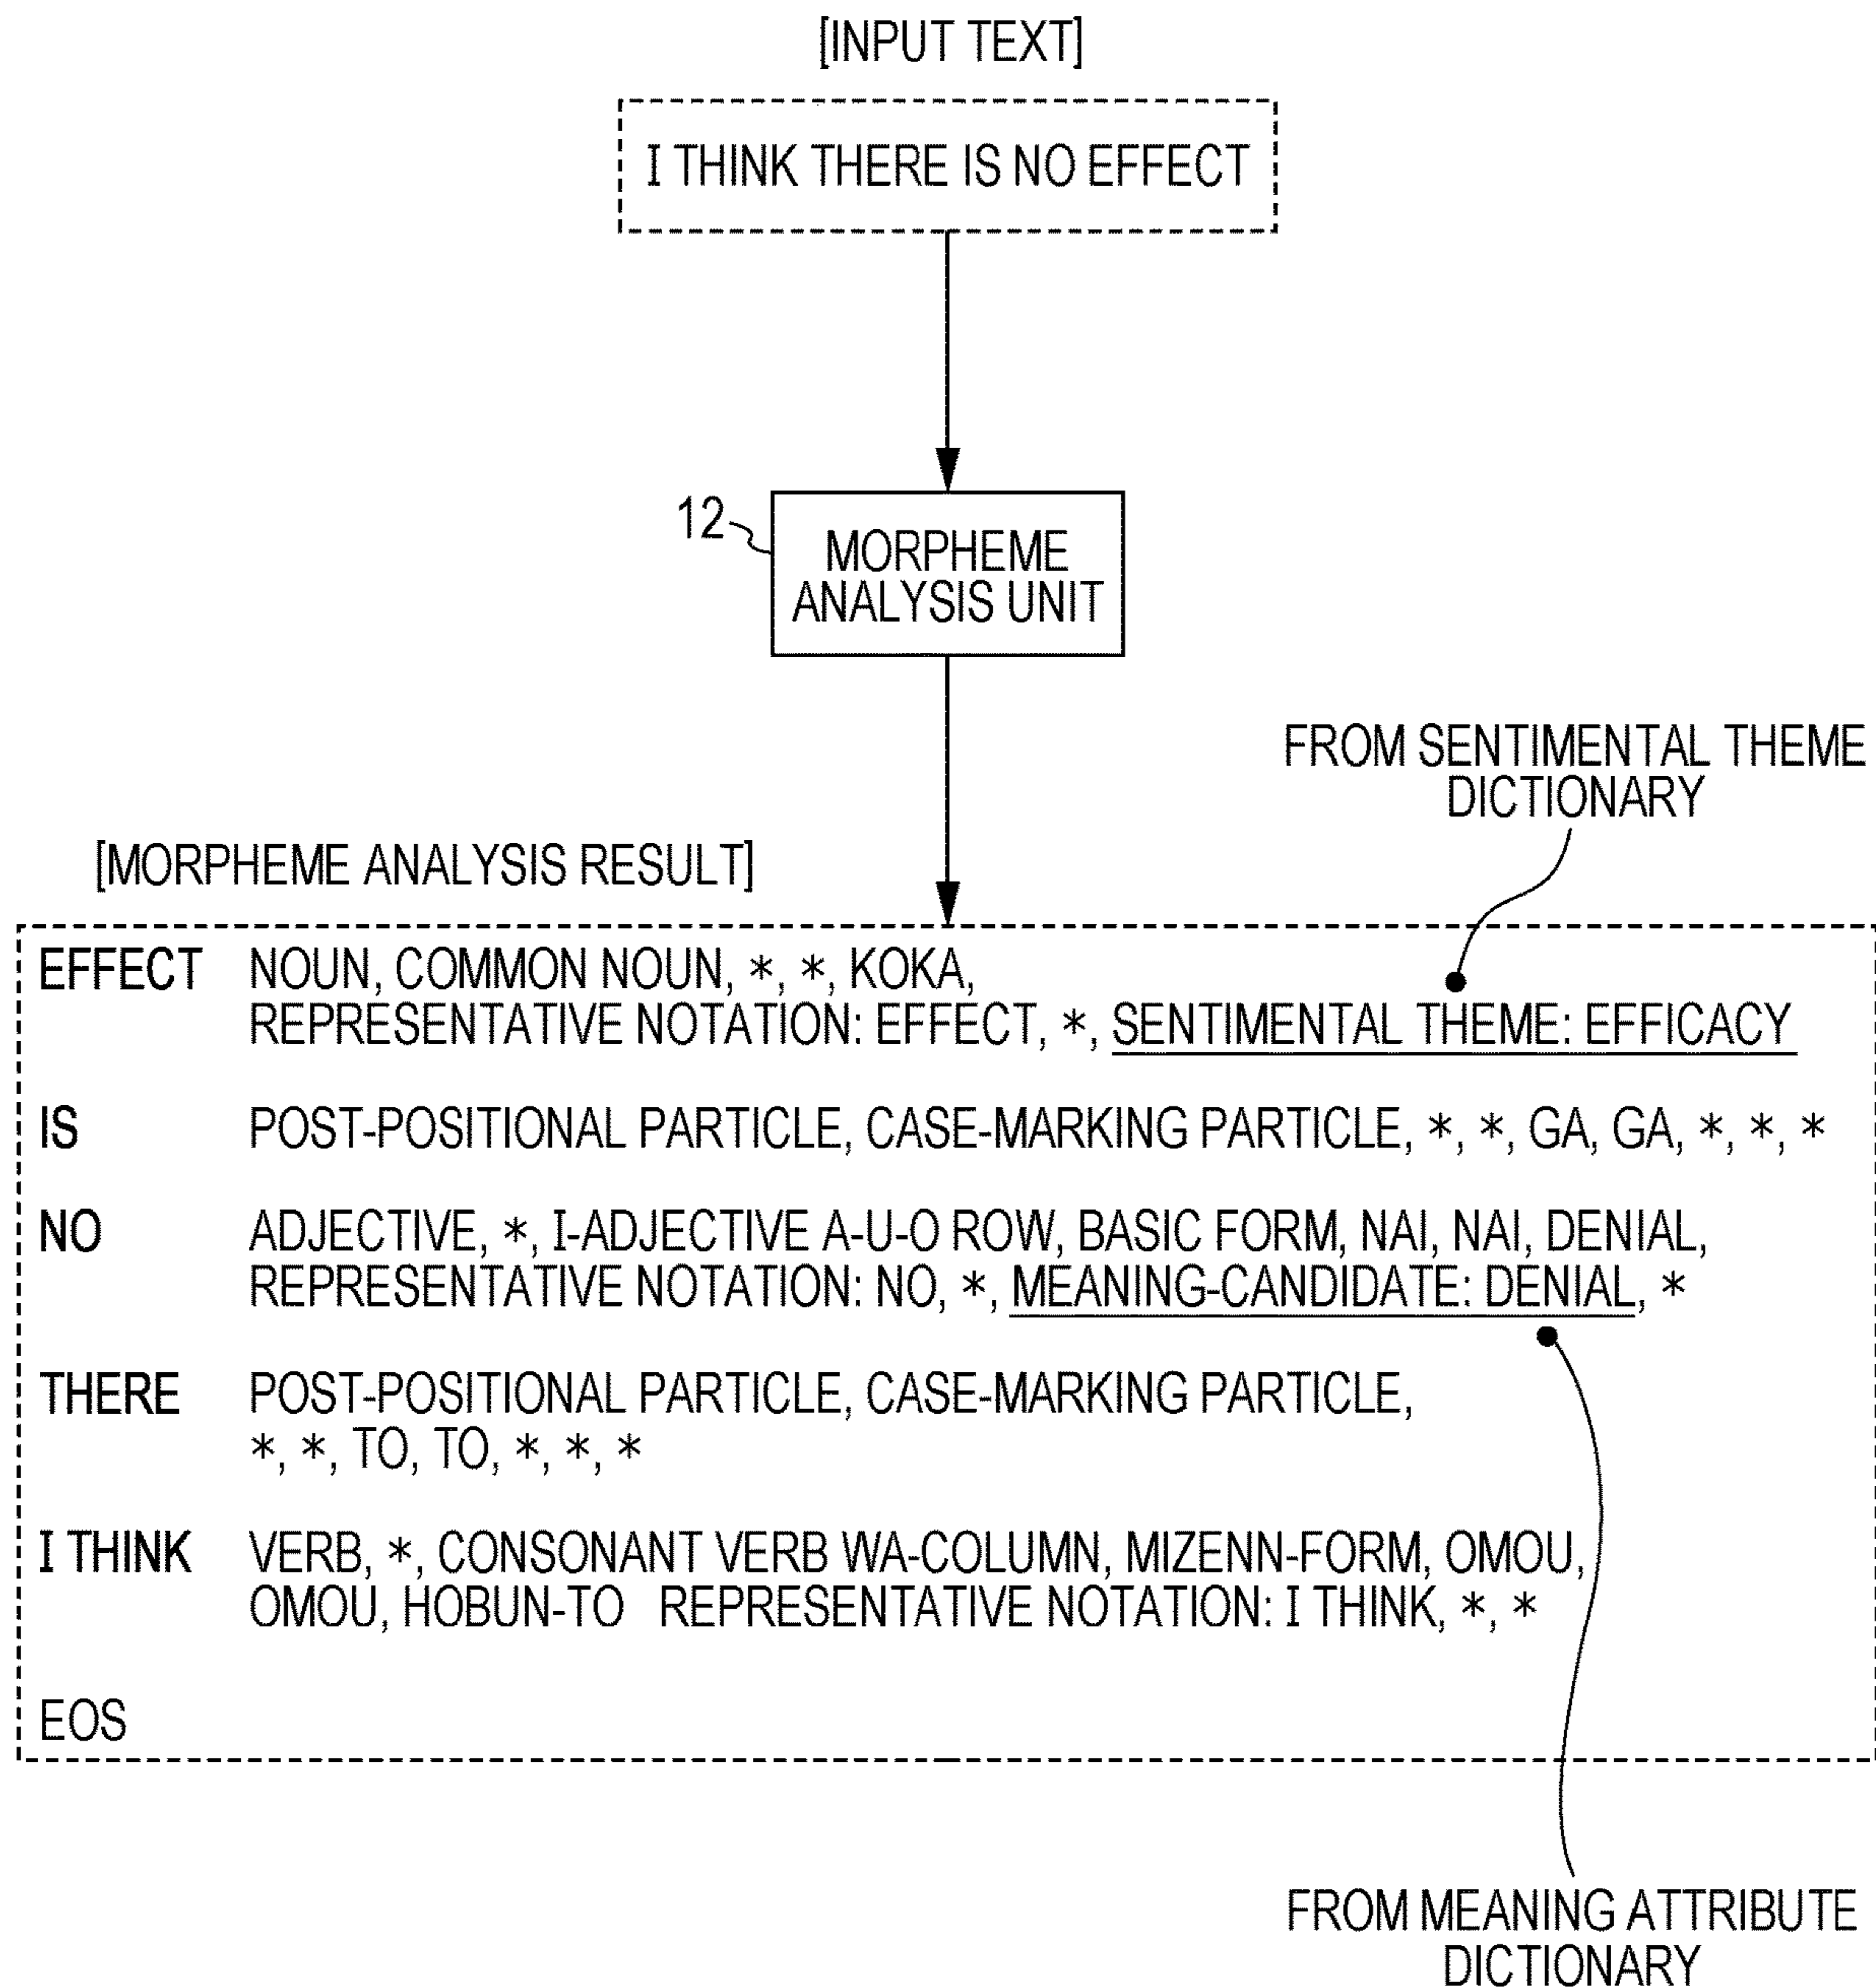 [INPUT TEXT]
I THINK THERE IS NO EFFECT
12
MORPHEME
ANALYSIS UNIT
FROM SENTIMENTAL THEME
DICTIONARY
[MORPHEME ANALYSIS RESULT]
EFFECT NOUN, COMMON NOUN, *, *, KOKA,
REPRESENTATIVE NOTATION: EFFECT, *, SENTIMENTAL THEME: EFFICACY
IS POST-POSITIONAL PARTICLE, CASE-MARKING PARTICLE, *, *, GA, GA, *, *, *
NO ADJECTIVE, *, I-ADJECTIVE A-U-O ROW, BASIC FORM, NAI, NAI, DENIAL,
REPRESENTATIVE NOTATION: NO, *, MEANING-CANDIDATE: DENIAL, *
THERE POST-POSITIONAL PARTICLE, CASE-MARKING PARTICLE,
*, *, TO, TO, *, *, *
I THINK VERB, *, CONSONANT VERB WA-COLUMN, MIZENN-FORM, OMOU,
OMOU, HOBUN-TO REPRESENTATIVE NOTATION: I THINK, *, *
EOS
FROM MEANING ATTRIBUTE
DICTIONARY